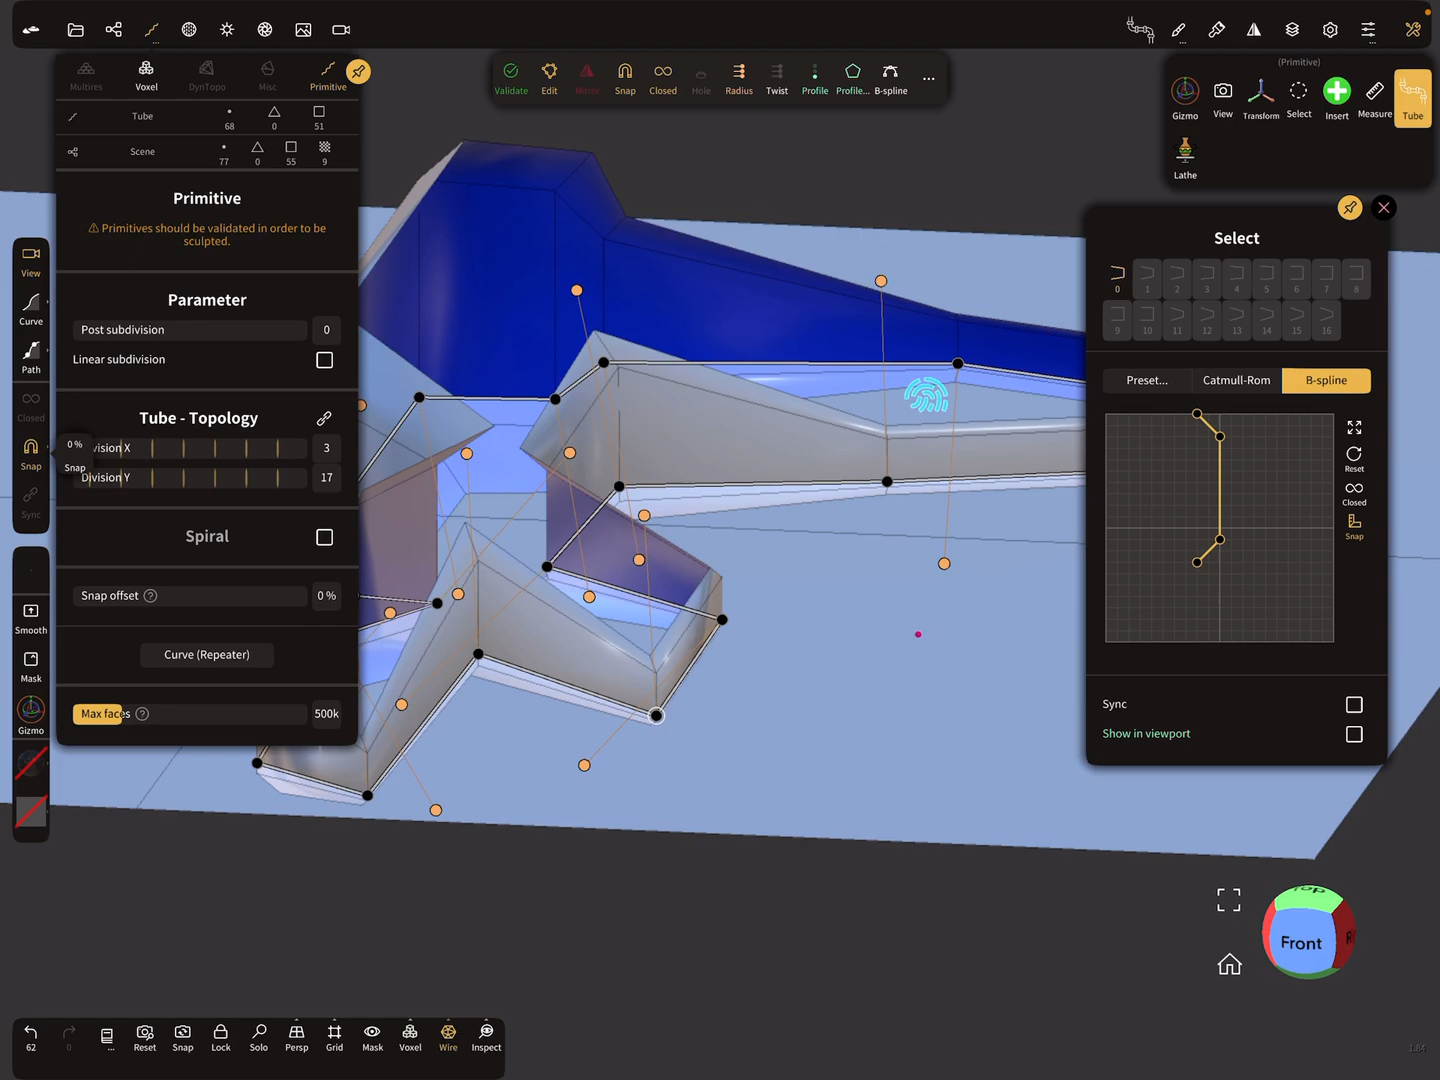 Multires
Voxel
DynTopo
Misc
Primitive
Tube
68
0
51
Scene
77
0
55
9
Primitive
⚠ Primitives should be validated in order to be
sculpted.
Parameter
Post subdivision
0
Linear subdivision
Tube - Topology
vision X
3
Division Y
17
Spiral
Snap offset ?
0 %
Curve (Repeater)
Max faces ?
500k
View
Curve
Path
Closed
Snap
0 %
Snap
Sync
Smooth
Mask
Gizmo
Validate
Edit
Mirror
Snap
Closed
Hole
Radius
Twist
Profile
Profile...
B-spline
...
(Primitive)
Gizmo
View
Transform
Select
Insert
Measure
Tube
Lathe
Select
0
1
2
3
4
5
6
7
8
9
10
11
12
13
14
15
16
Preset...
Catmull-Rom
B-spline
Reset
Closed
Snap
Sync
Show in viewport
Top
Front
62
0
...
Reset
Snap
Lock
Solo
Persp
Grid
Mask
Voxel
Wire
Inspect
1.84